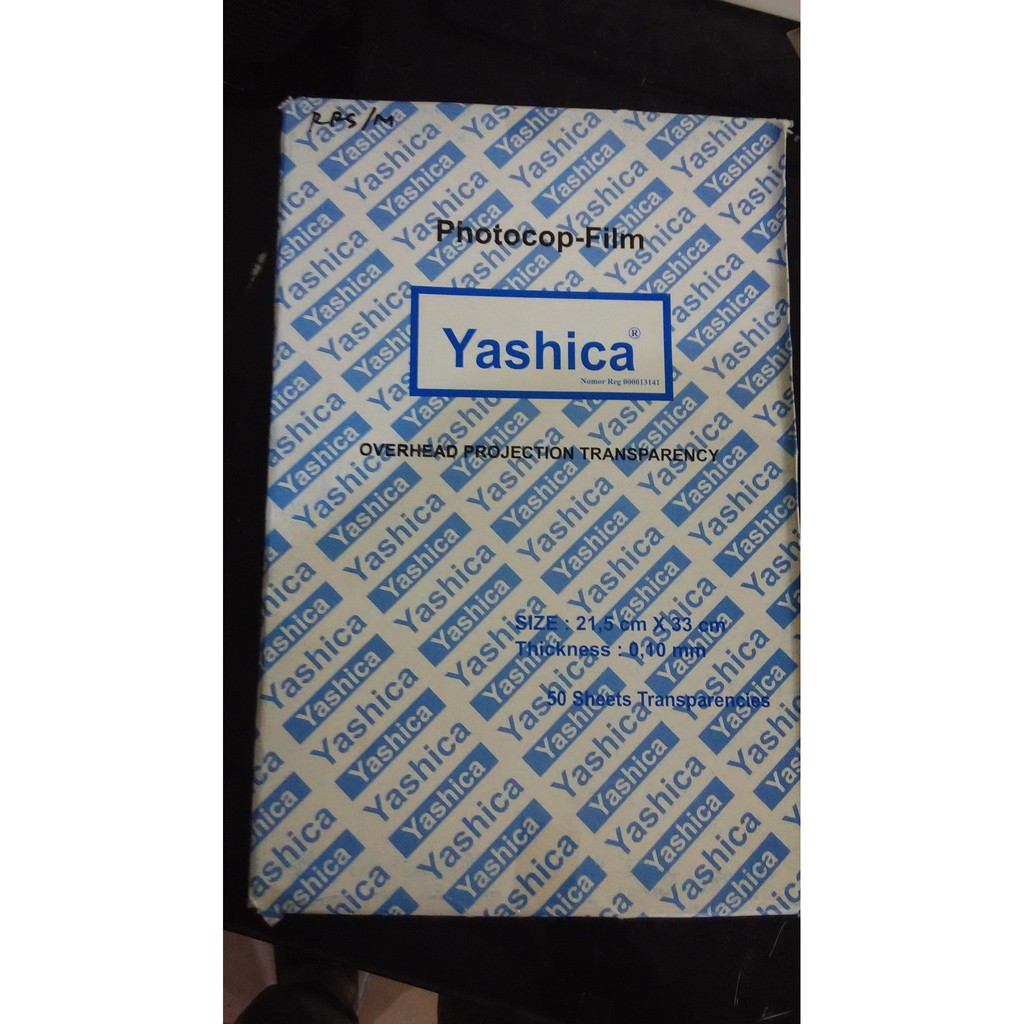 RPS/M
Photocop-Film
Yashica®
Nomor Reg 000013141
OVERHEAD PROJECTION TRANSPARENCY
SIZE : 21,5 cm X 33 cm
Thickness : 0,10 mm
50 Sheets Transparencies